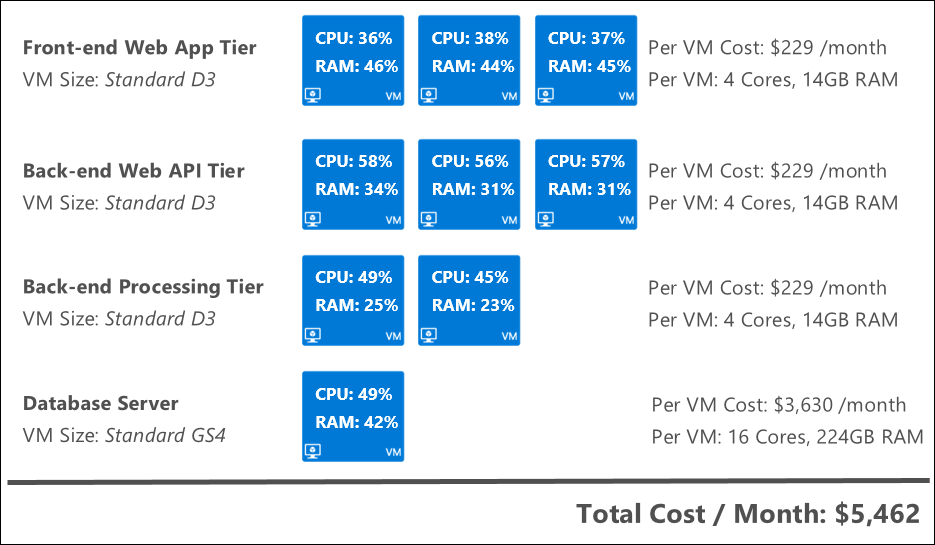 Front-end Web App Tier
VM Size: Standard D3
CPU: 36%
RAM: 46%
VM
CPU: 38%
RAM: 44%
VM
CPU: 37%
RAM: 45%
VM
Per VM Cost: $229 /month
Per VM: 4 Cores, 14GB RAM
Back-end Web API Tier
VM Size: Standard D3
CPU: 58%
RAM: 34%
VM
CPU: 56%
RAM: 31%
VM
CPU: 57%
RAM: 31%
VM
Per VM Cost: $229 /month
Per VM: 4 Cores, 14GB RAM
Back-end Processing Tier
VM Size: Standard D3
CPU: 49%
RAM: 25%
VM
CPU: 45%
RAM: 23%
VM
Per VM Cost: $229 /month
Per VM: 4 Cores, 14GB RAM
Database Server
VM Size: Standard GS4
CPU: 49%
RAM: 42%
VM
Per VM Cost: $3,630 /month
Per VM: 16 Cores, 224GB RAM
Total Cost / Month: $5,462